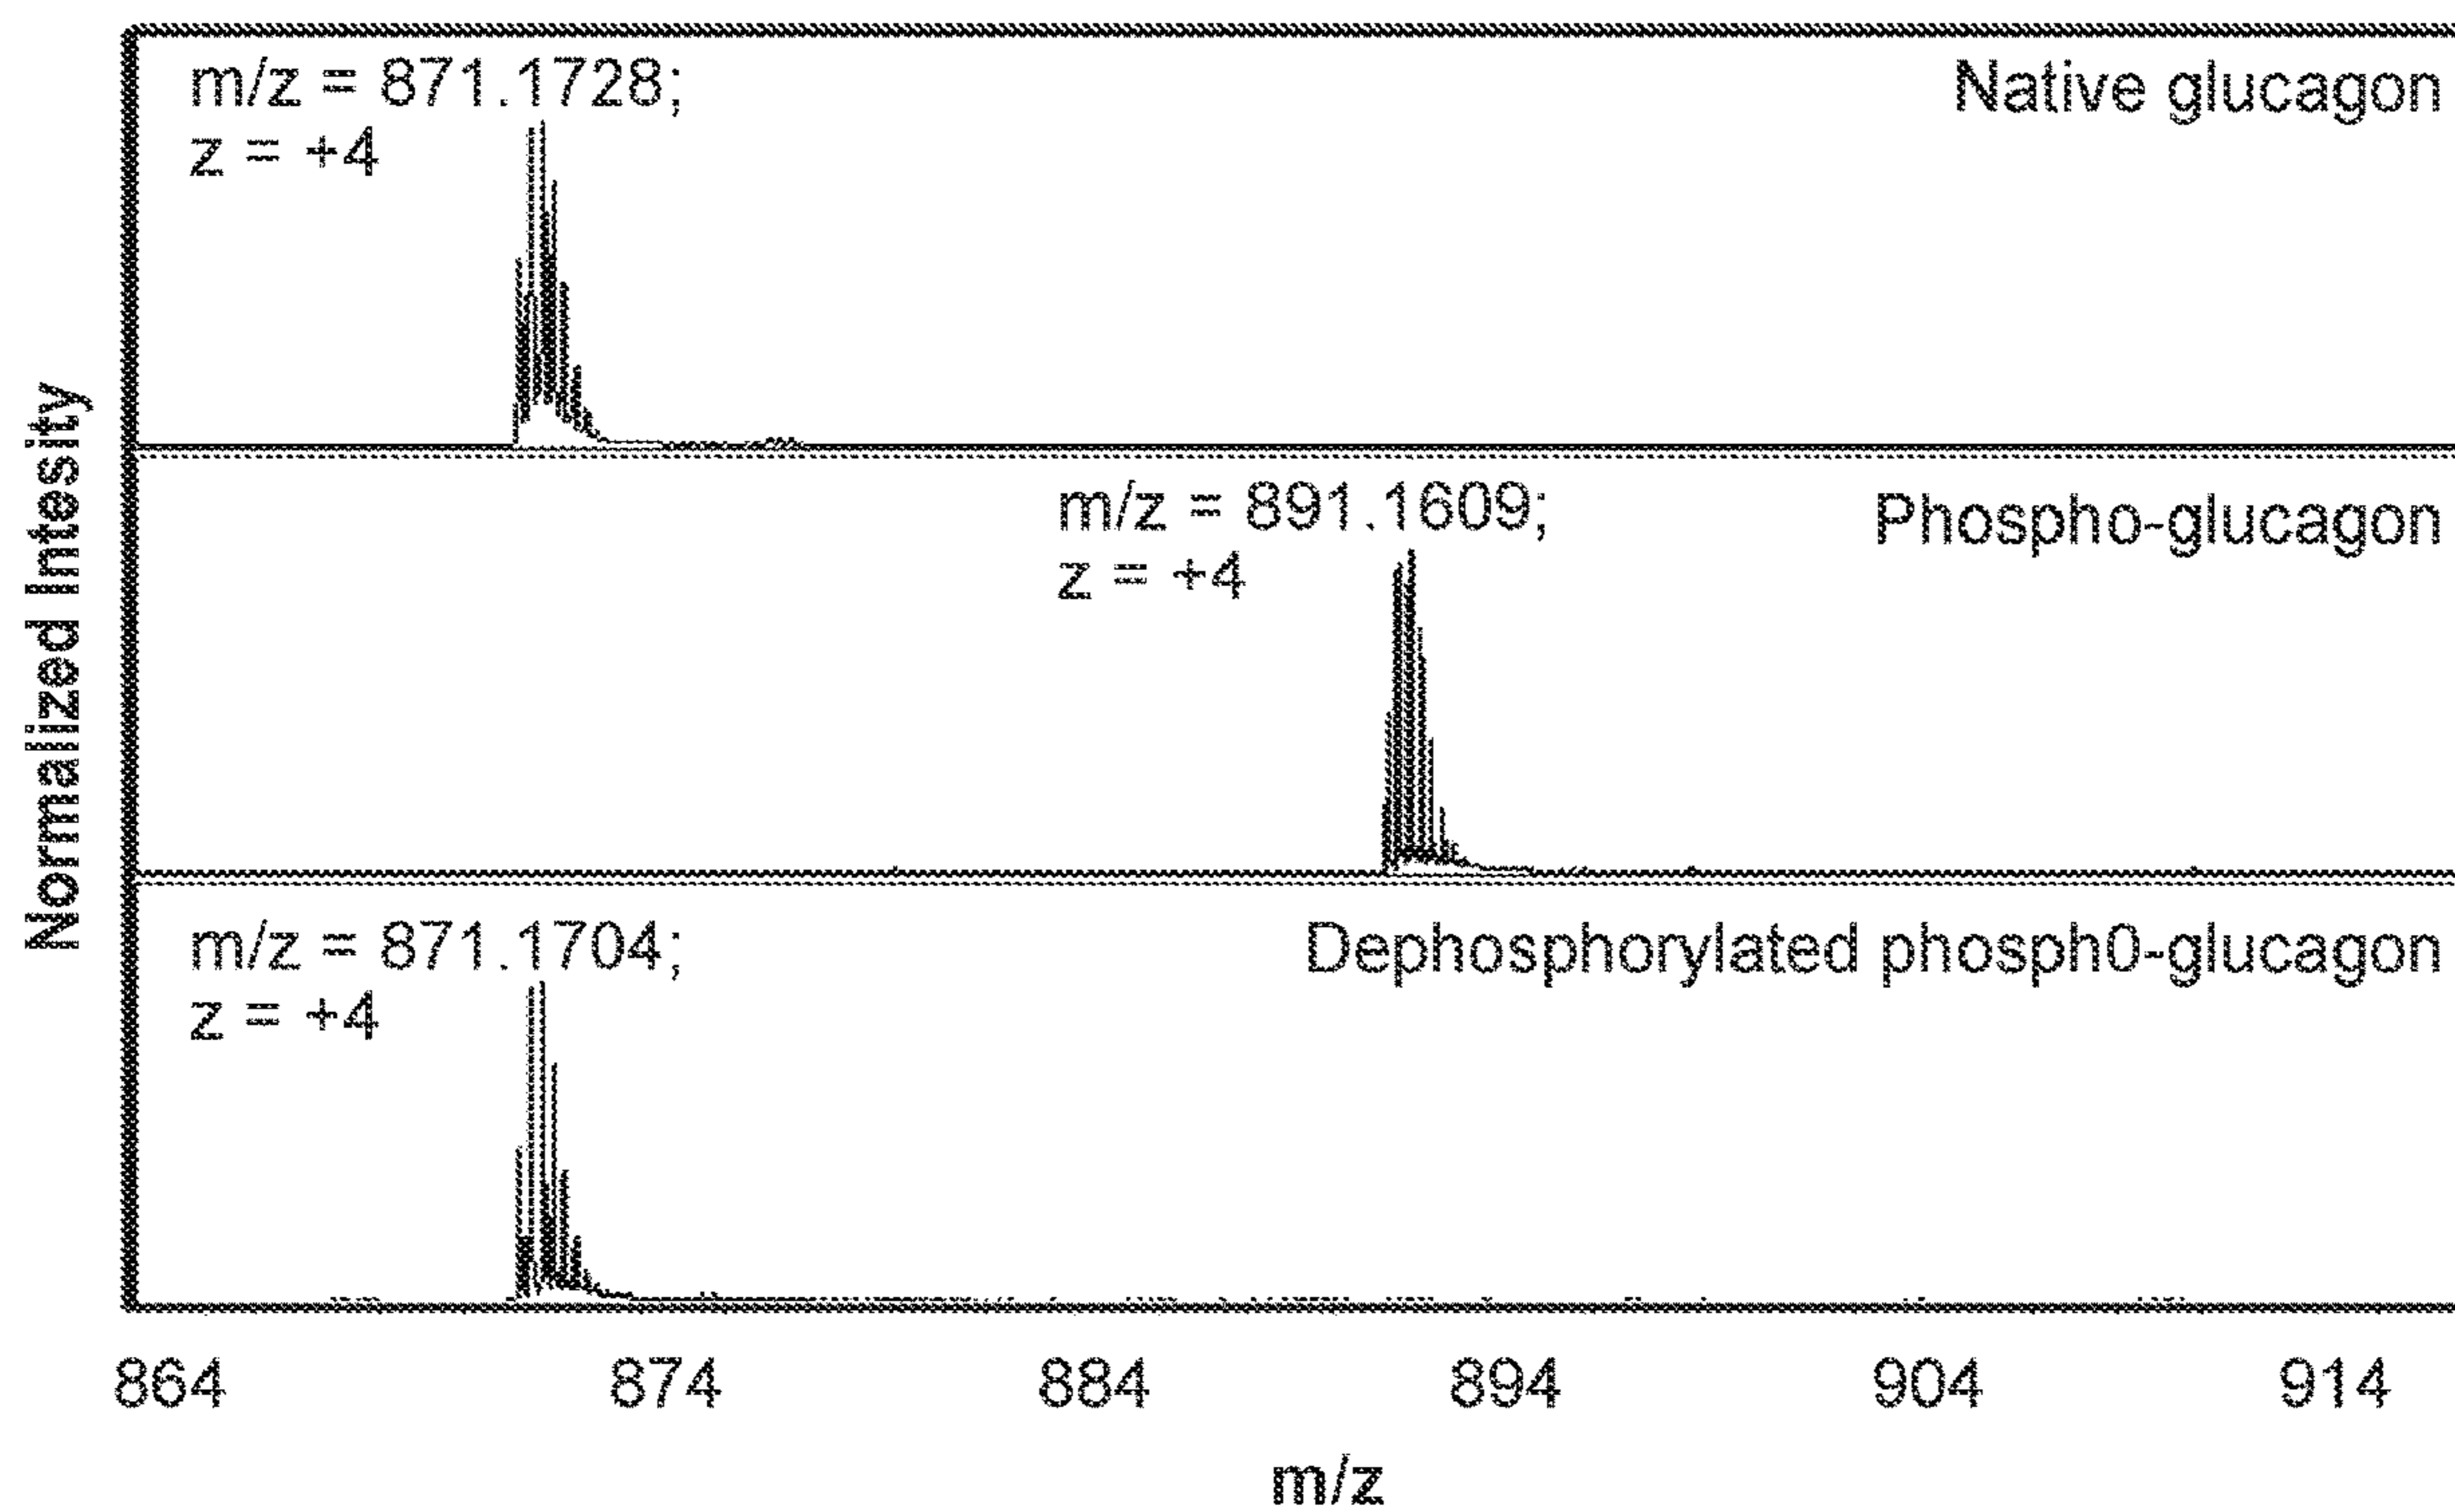 m/z = 871.1728;
z = +4
Native glucagon
m/z = 891.1609;
z = +4
Phospho-glucagon
m/z = 871.1704;
z = +4
Dephosphorylated phosph0-glucagon
Normalized Intesity
864 874 884 894 904 914
m/z